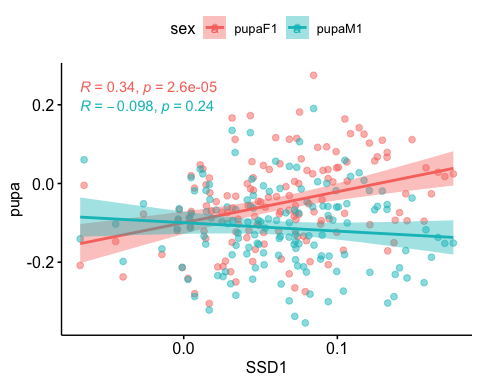 sex pupaF1 pupaM1
R = 0.34, p = 2.6e-05
R = −0.098, p = 0.24
0.2
0.0
-0.2
pupa
0.0 0.1
SSD1